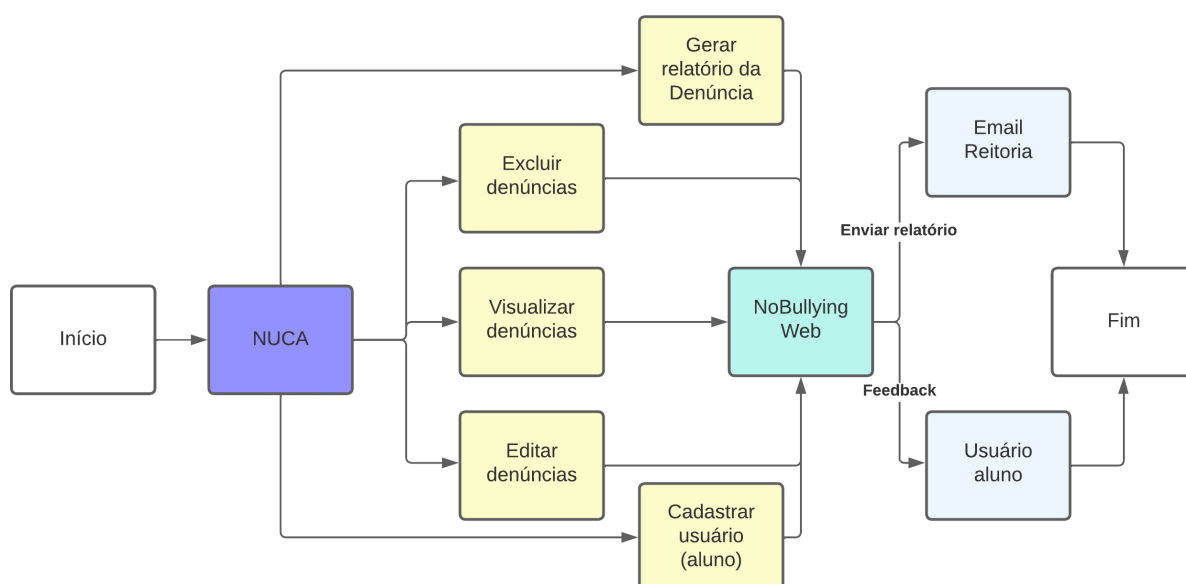 Gerar
relatório da
Denúncia
Excluir
denúncias
Email
Reitoria
Enviar relatório
Início
NUCA
Visualizar
denúncias
NoBullying
Web
Fim
Feedback
Editar
denúncias
Usuário
aluno
Cadastrar
usuário
(aluno)